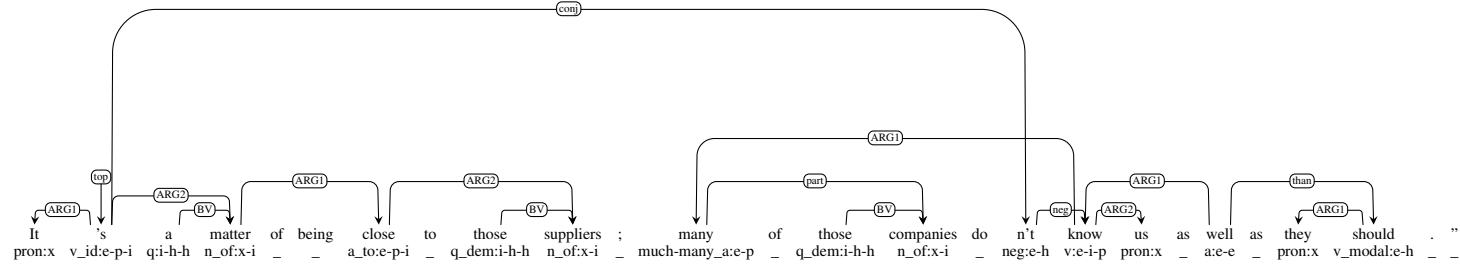 conj
ARG1
top ARG2 ARG1 ARG2 part ARG1 than
ARG1 BV BV BV neg ARG2 ARG1
It 's a matter of being close to those suppliers ; many of those companies do n't know us as well as they should . ”
pron:x v_id:e-p-i q:i-h-h n_of:x-i _ _ a_to:e-p-i _ q_dem:i-h-h n_of:x-i _ much-many_a:e-p _ q_dem:i-h-h n_of:x-i _ neg:e-h v:e-i-p pron:x _ a:e-e _ pron:x v_modal:e-h _ _